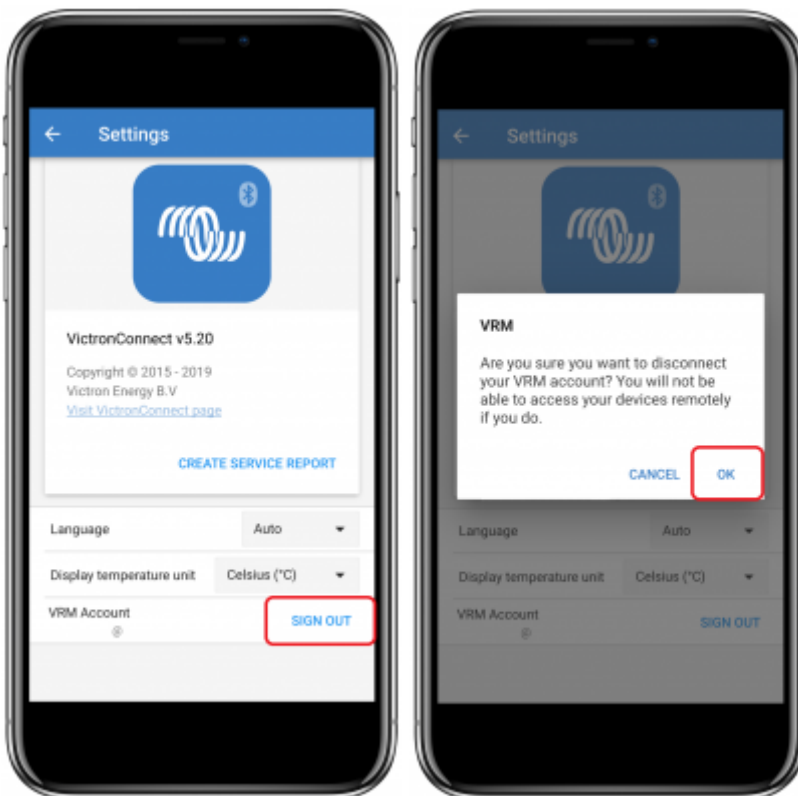 Settings
VictronConnect v5.20
Copyright © 2015 - 2019
Victron Energy B.V
Visit VictronConnect page
CREATE SERVICE REPORT
Language Auto
Display temperature unit Celsius (°C)
VRM Account
@
SIGN OUT
Settings
VRM
Are you sure you want to disconnect
your VRM account? You will not be
able to access your devices remotely
if you do.
CANCEL OK
Language Auto
Display temperature unit Celsius (°C)
VRM Account
@
SIGN OUT